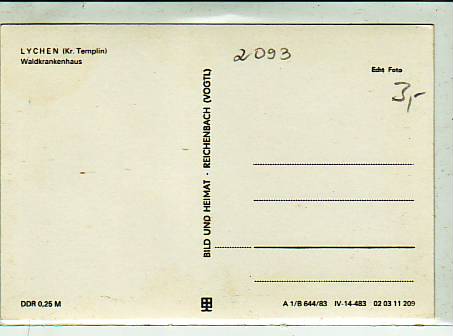 LYCHEN (Kr. Templin)
Waldkrankenhaus
2093
Echt Foto
3,-
BILD UND HEIMAT · REICHENBACH (VOGTL)
DDR 0,25 M
A 1/B 644/83 IV-14-483 02 03 11 209